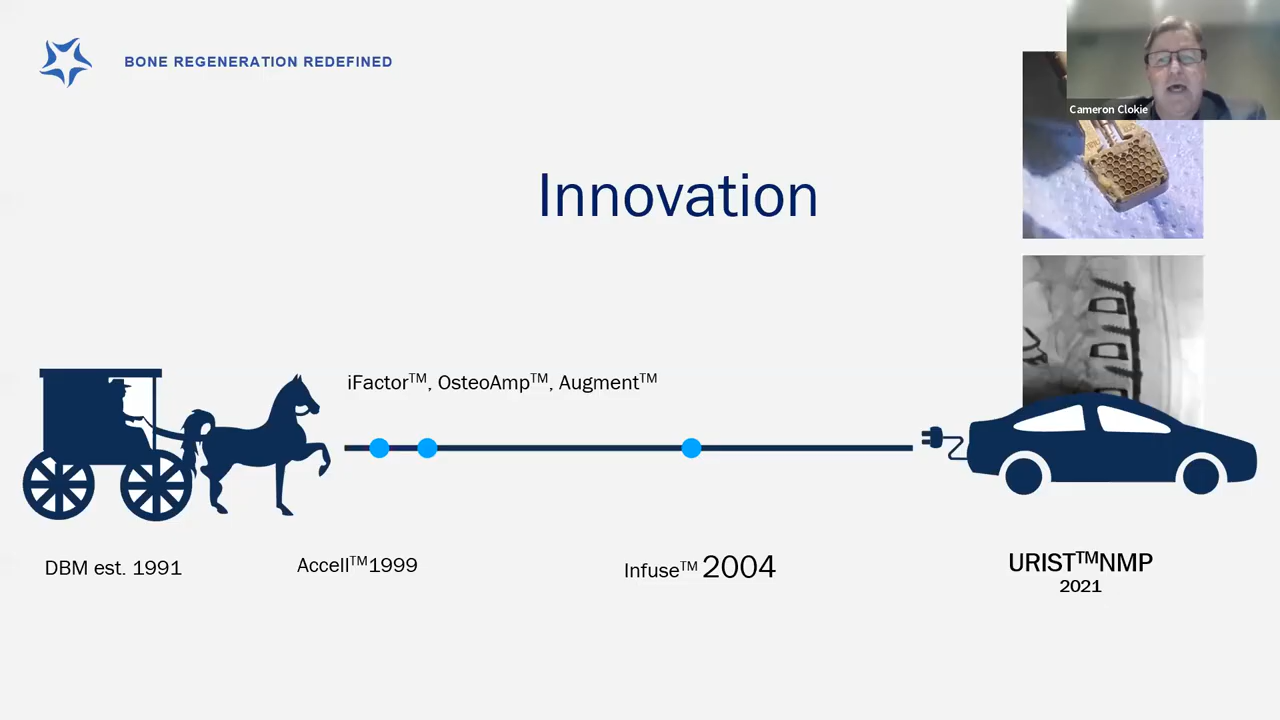 BONE REGENERATION REDEFINED
Cameron Clokie
Innovation
iFactor™, OsteoAmp™, Augment™
DBM est. 1991
Accell™1999
Infuse™ 2004
URIST™NMP
2021